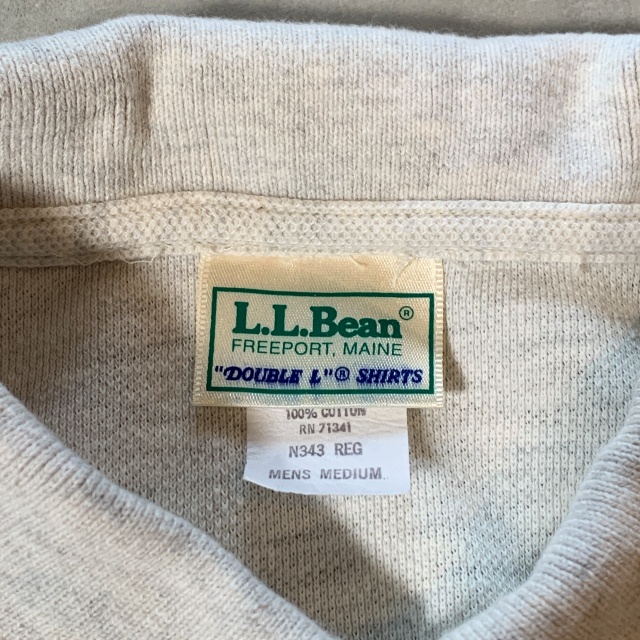 L.L.Bean®
FREEPORT, MAINE
"DOUBLE L"® SHIRTS
100% COTTON
RN 71341
N343 REG
MENS MEDIUM